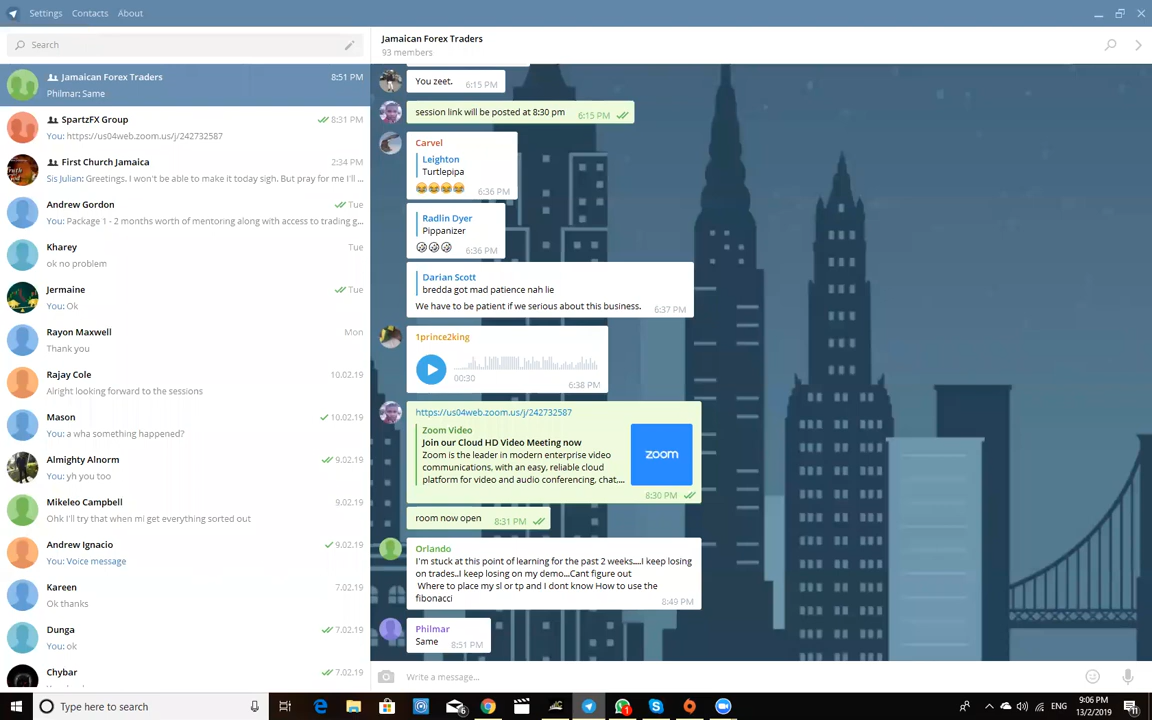 Settings Contacts About
Search
Jamaican Forex Traders 8:51 PM
Philmar: Same
SpartzFX Group 8:31 PM
You: https://us04web.zoom.us/j/242732587
First Church Jamaica 2:34 PM
Sis Julian: Greetings. I won't be able to make it today sigh. But pray for me I'll ...
Andrew Gordon Tue
You: Package 1 - 2 months worth of mentoring along with access to trading g...
Kharey Tue
ok no problem
Jermaine Tue
You: Ok
Rayon Maxwell Mon
Thank you
Rajay Cole 10.02.19
Alright looking forward to the sessions
Mason 10.02.19
You: a wha something happened?
Almighty Alnorm 9.02.19
You: yh you too
Mikeleo Campbell 9.02.19
Ohk I'll try that when mi get everything sorted out
Andrew Ignacio 9.02.19
You: Voice message
Kareen 7.02.19
Ok thanks
Dunga 7.02.19
You: ok
Chybar 7.02.19
Jamaican Forex Traders
93 members
You zeet. 6:15 PM
session link will be posted at 8:30 pm 6:15 PM
Carvel
Leighton
Turtlepipa
6:36 PM
Radlin Dyer
Pippanizer
6:36 PM
Darian Scott
bredda got mad patience nah lie
We have to be patient if we serious about this business. 6:37 PM
1prince2king
00:30
6:38 PM
https://us04web.zoom.us/j/242732587
Zoom Video
Join our Cloud HD Video Meeting now
Zoom is the leader in modern enterprise video
communications, with an easy, reliable cloud
platform for video and audio conferencing, chat,...
zoom
8:30 PM
room now open 8:31 PM
Orlando
I'm stuck at this point of learning for the past 2 weeks....I keep losing
on trades..I keep losing on my demo...Cant figure out
Where to place my sl or tp and I dont know How to use the
fibonacci
8:49 PM
Philmar
Same 8:51 PM
Write a message...
Type here to search
6
1
ENG
9:06 PM
13/2/2019
11